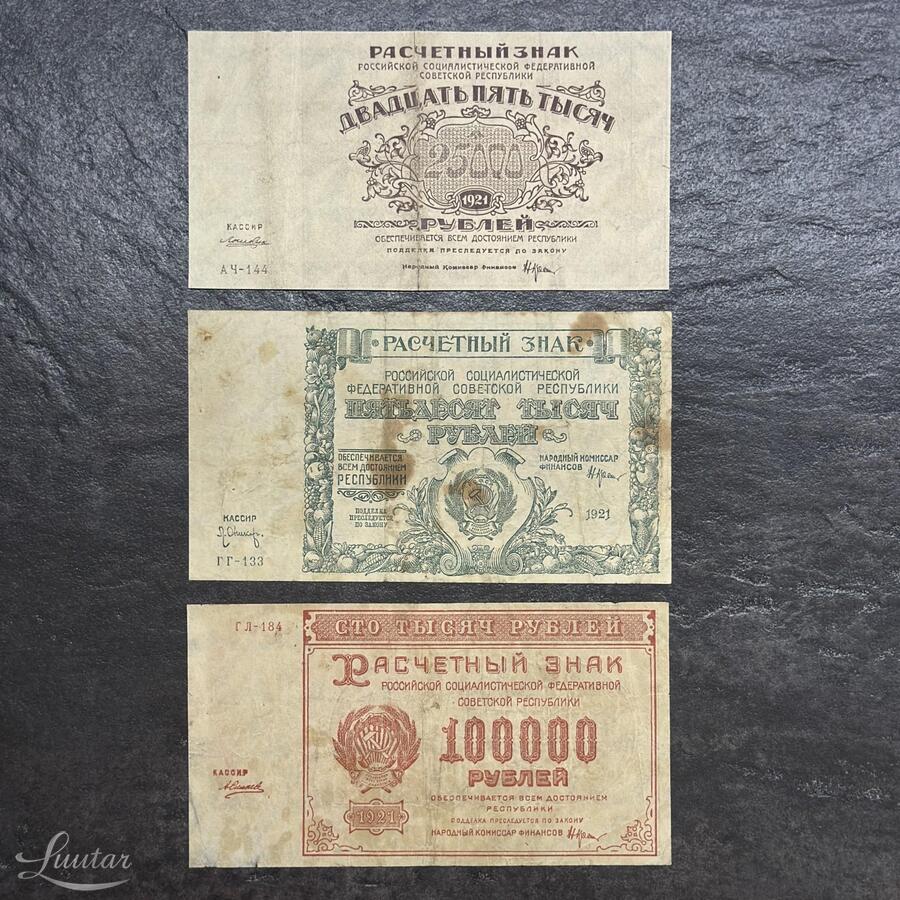 РАСЧЕТНЫЙ ЗНАК
РОССИЙСКОЙ СОЦИАЛИСТИЧЕСКОЙ ФЕДЕРАТИВНОЙ
СОВЕТСКОЙ РЕСПУБЛИКИ
ДВАДЦАТЬ ПЯТЬ ТЫСЯЧ
25000
1921
РУБЛЕЙ
ОБЕСПЕЧИВАЕТСЯ ВСЕМ ДОСТОЯНИЕМ РЕСПУБЛИКИ
ПОДДЕЛКА ПРЕСЛЕДУЕТСЯ ПО ЗАКОНУ
Народный Комиссар Финансов
КАССИР
АЧ-144
РАСЧЕТНЫЙ ЗНАК
РОССИЙСКОЙ СОЦИАЛИСТИЧЕСКОЙ
ФЕДЕРАТИВНОЙ СОВЕТСКОЙ РЕСПУБЛИКИ
ПЯТЬДЕСЯТ ТЫСЯЧ
РУБЛЕЙ
ОБЕСПЕЧИВАЕТСЯ
ВСЕМ ДОСТОЯНИЕМ
РЕСПУБЛИКИ
НАРОДНЫЙ КОМИССАР
ФИНАНСОВ
ПОДДЕЛКА
ПРЕСЛЕДУЕТСЯ
ПО ЗАКОНУ
1921
КАССИР
ГГ-133
ГЛ-184
СТО ТЫСЯЧ РУБЛЕЙ
РАСЧЕТНЫЙ ЗНАК
РОССИЙСКОЙ СОЦИАЛИСТИЧЕСКОЙ ФЕДЕРАТИВНОЙ
СОВЕТСКОЙ РЕСПУБЛИКИ
100000
РУБЛЕЙ
ОБЕСПЕЧИВАЕТСЯ ВСЕМ ДОСТОЯНИЕМ
РЕСПУБЛИКИ
ПОДДЕЛКА ПРЕСЛЕДУЕТСЯ ПО ЗАКОНУ
НАРОДНЫЙ КОМИССАР ФИНАНСОВ
1921
КАССИР
Luutar